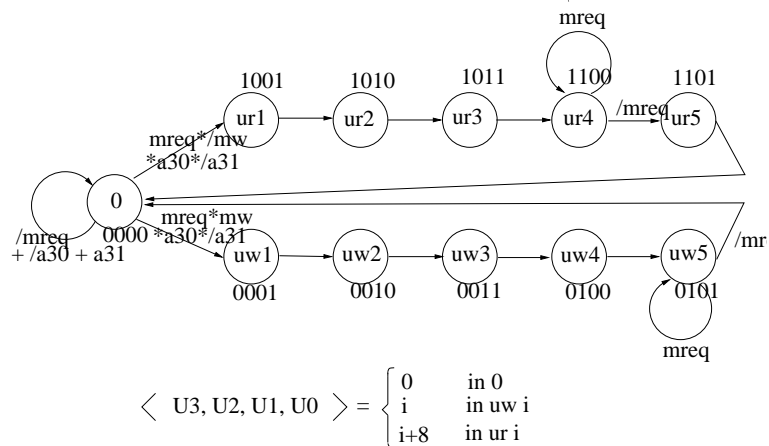 mreq
1001 1010 1011 1100 1101
ur1 ur2 ur3 ur4 /mreq ur5
mreq*/mw
*a30*/a31
0
mreq*mw
0000 *a30*/a31
/mreq
+ /a30 + a31
/mr
uw1 uw2 uw3 uw4 uw5
0001 0010 0011 0100 0101
mreq
0 in 0
〈 U3, U2, U1, U0 〉 = { i in uw i
i+8 in ur i